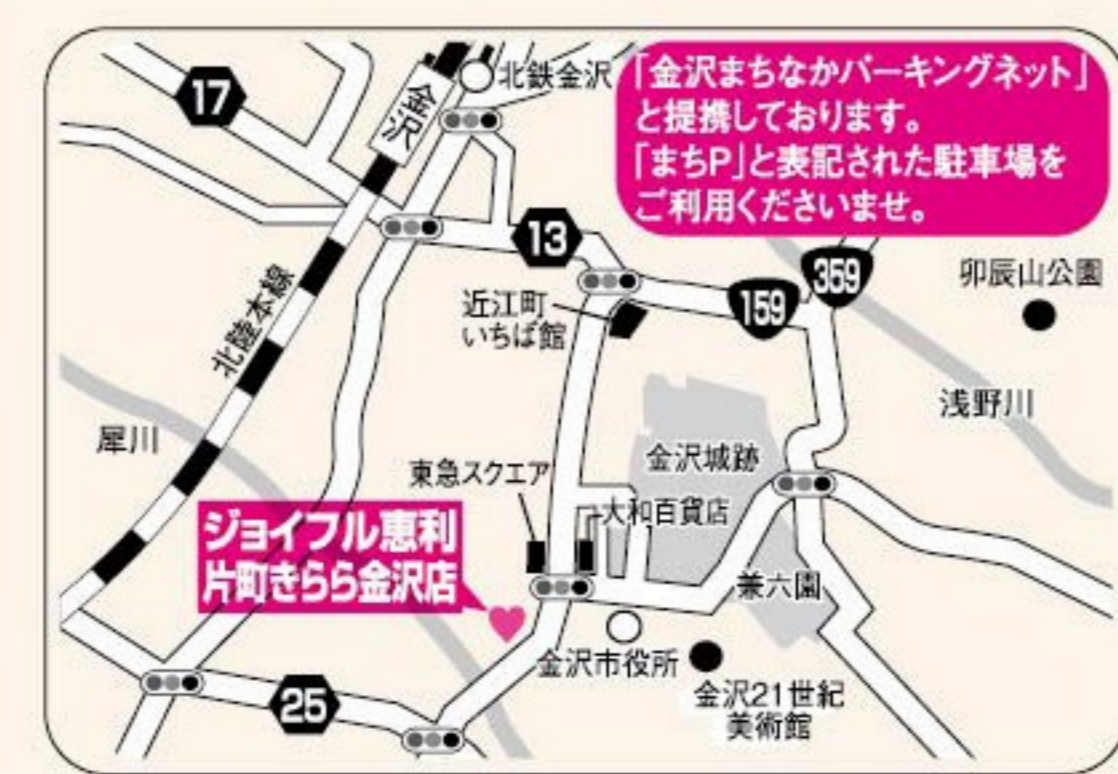 17
金沢
北鉄金沢
「金沢まちなかパーキングネット」
と提携しております。
「まちP」と表記された駐車場を
ご利用くださいませ。
13
近江町
いちば館
159
359
卯辰山公園
北陸本線
浅野川
犀川
金沢城跡
東急スクエア
大和百貨店
ジョイフル恵利
片町きらら金沢店
兼六園
金沢市役所
金沢21世紀
美術館
25